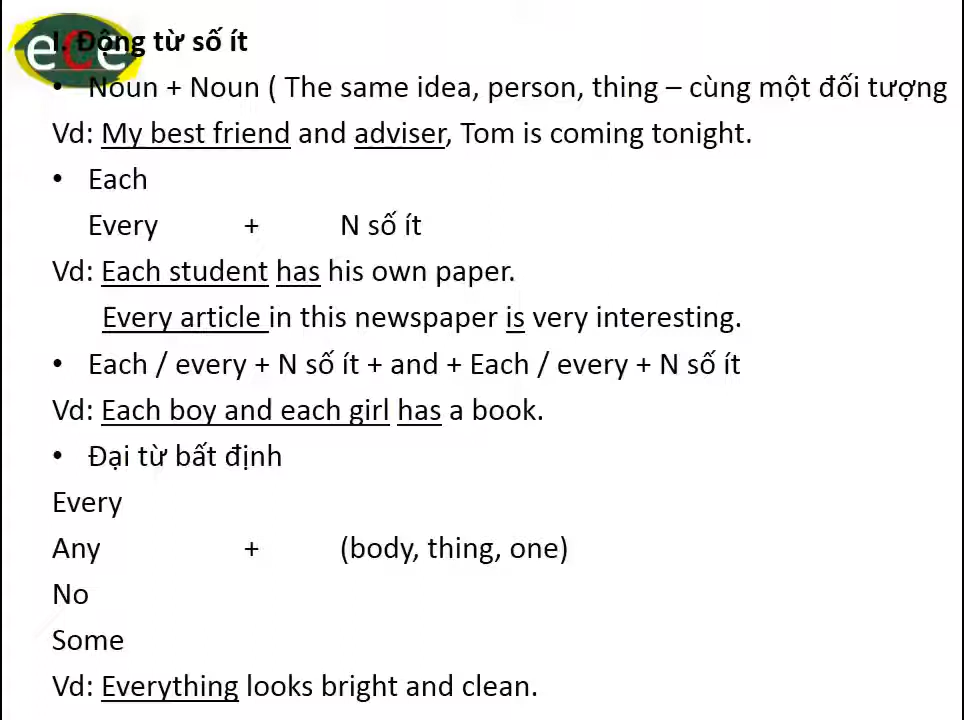 ece
I. Động từ số ít
• Noun + Noun ( The same idea, person, thing – cùng một đối tượng
Vd: My best friend and adviser, Tom is coming tonight.
• Each
Every + N số ít
Vd: Each student has his own paper.
Every article in this newspaper is very interesting.
• Each / every + N số ít + and + Each / every + N số ít
Vd: Each boy and each girl has a book.
• Đại từ bất định
Every
Any + (body, thing, one)
No
Some
Vd: Everything looks bright and clean.